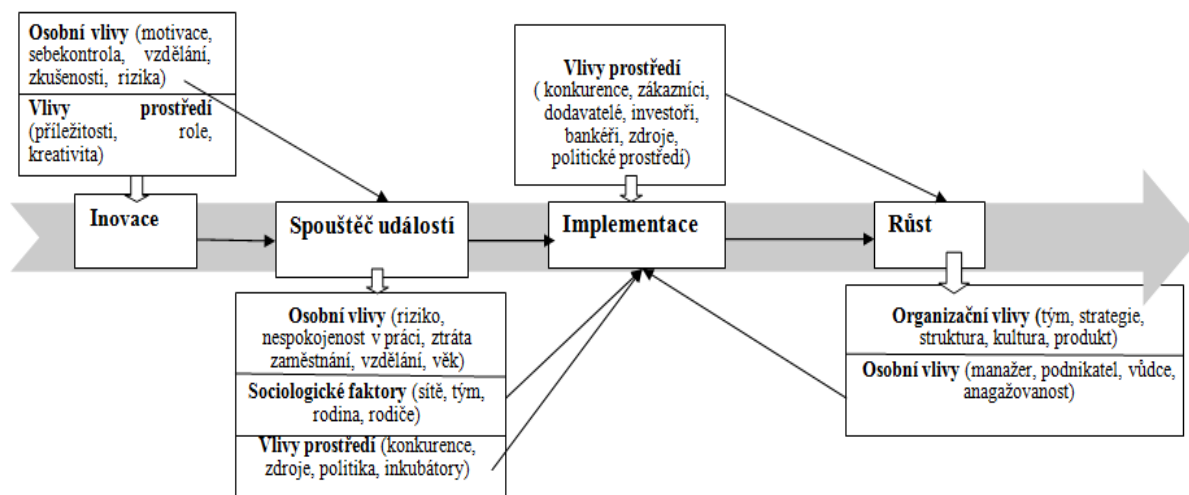 Osobní vlivy (motivace,
sebekontrola, vzdělání,
zkušenosti, rizika)
Vlivy prostředí
(příležitosti, role,
kreativita)
Vlivy prostředí
( konkurence, zákazníci,
dodavatelé, investoři,
bankéři, zdroje,
politické prostředí)
Inovace
Spouštěč událostí
Implementace
Růst
Osobní vlivy (riziko,
nespokojenost v práci, ztráta
zaměstnání, vzdělání, věk)
Sociologické faktory (sítě, tým,
rodina, rodiče)
Vlivy prostředí (konkurence,
zdroje, politika, inkubátory)
Organizační vlivy (tým, strategie,
struktura, kultura, produkt)
Osobní vlivy (manažer, podnikatel, vůdce,
anagažovanost)